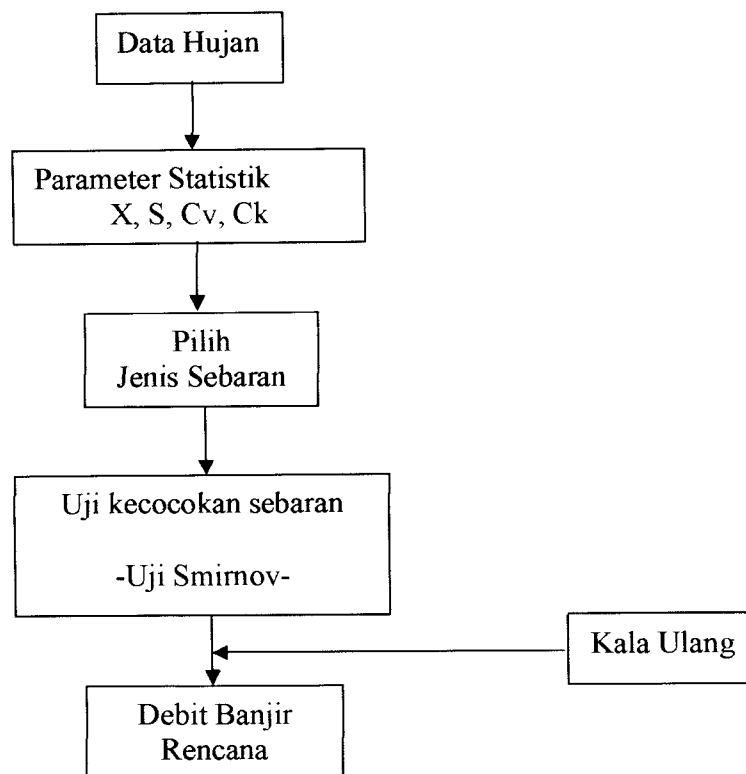 Data Hujan
Parameter Statistik
X, S, Cv, Ck
Pilih
Jenis Sebaran
Uji kecocokan sebaran
-Uji Smirnov-
Kala Ulang
Debit Banjir
Rencana